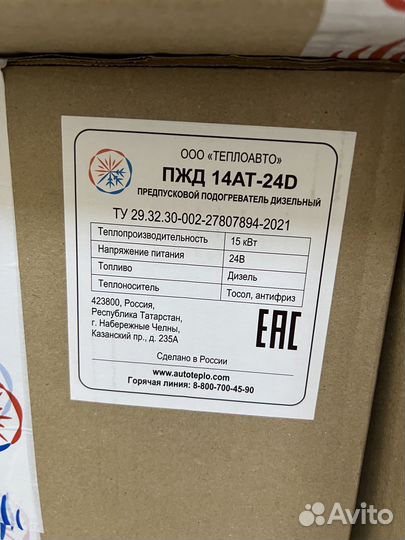 ООО «ТЕПЛОАВТО»
ПЖД 14АТ-24D
ПРЕДПУСКОВОЙ ПОДОГРЕВАТЕЛЬ ДИЗЕЛЬНЫЙ
ТУ 29.32.30-002-27807894-2021
Теплопроизводительность 15 кВт
Напряжение питания 24В
Топливо Дизель
Теплоноситель Тосол, антифриз
423800, Россия,
Республика Татарстан,
г. Набережные Челны,
Казанский пр., д. 235А
EAC
Сделано в России
www.autoteplo.com
Горячая линия: 8-800-700-45-90
Avito